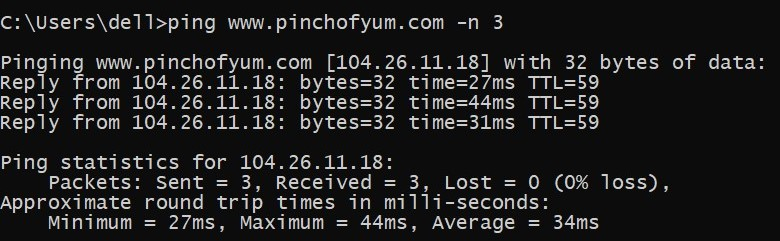 C:\Users\dell>ping www.pinchofyum.com -n 3
Pinging www.pinchofyum.com [104.26.11.18] with 32 bytes of data:
Reply from 104.26.11.18: bytes=32 time=27ms TTL=59
Reply from 104.26.11.18: bytes=32 time=44ms TTL=59
Reply from 104.26.11.18: bytes=32 time=31ms TTL=59
Ping statistics for 104.26.11.18:
    Packets: Sent = 3, Received = 3, Lost = 0 (0% loss),
Approximate round trip times in milli-seconds:
    Minimum = 27ms, Maximum = 44ms, Average = 34ms